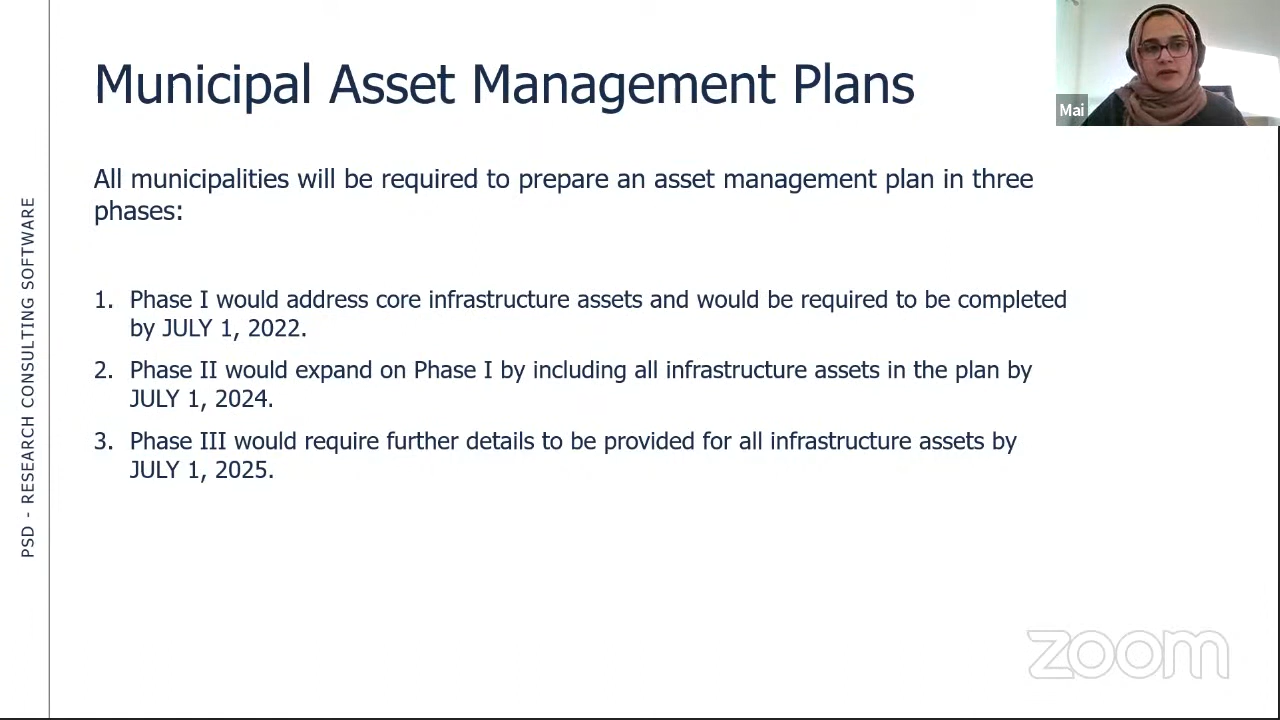 Municipal Asset Management Plans
Mai
All municipalities will be required to prepare an asset management plan in three
phases:
1. Phase I would address core infrastructure assets and would be required to be completed
by JULY 1, 2022.
2. Phase II would expand on Phase I by including all infrastructure assets in the plan by
JULY 1, 2024.
3. Phase III would require further details to be provided for all infrastructure assets by
JULY 1, 2025.
PSD - RESEARCH CONSULTING SOFTWARE
zoom